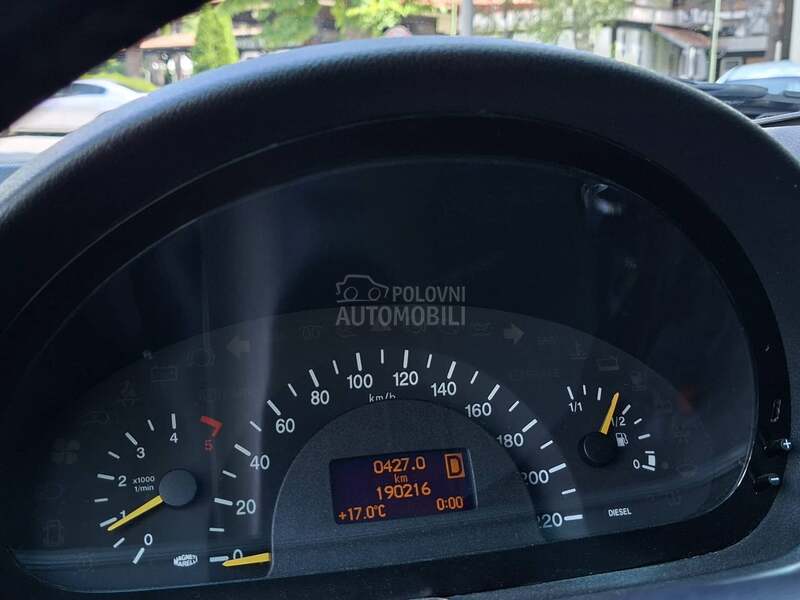 POLOVNI
AUTOMOBILI
0
1
2
3
4
5
x1000
1/min
0
20
40
60
80
100
120
140
160
180
200
220
km/h
MAGNETI
MARELLI
0427.0
D
km
190216
+17.0°C
0:00
1/1
1/2
0
DIESEL